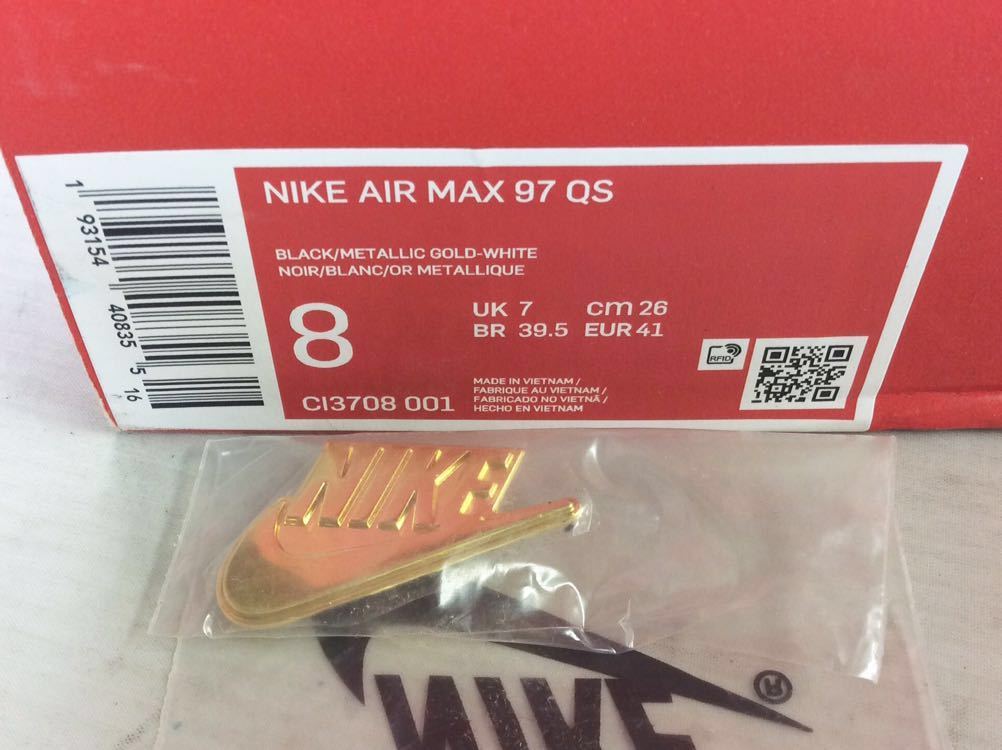 NIKE AIR MAX 97 QS
BLACK/METALLIC GOLD-WHITE
NOIR/BLANC/OR METALLIQUE
8
UK 7 cm 26
BR 39.5 EUR 41
CI3708 001
MADE IN VIETNAM /
FABRIQUE AU VIETNAM /
FABRICADO NO VIETNÃ /
HECHO EN VIETNAM
RFID
1 93154 40835 5 16
NIKE
NIKE ®